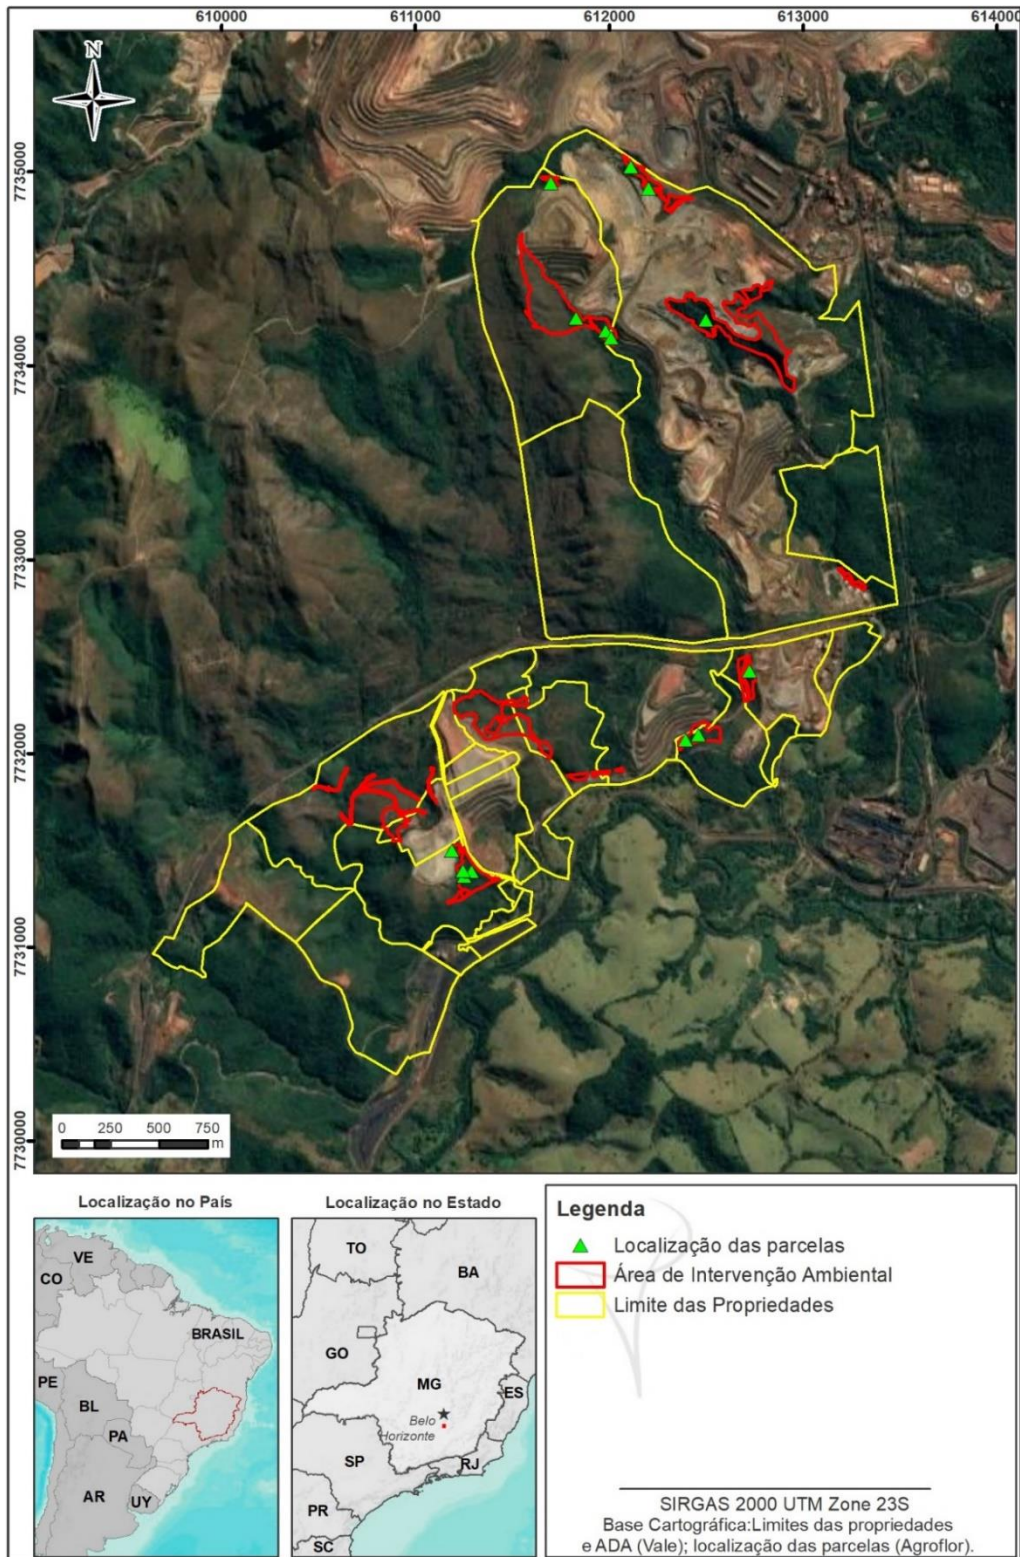 610000
611000
612000
613000
614000
N
7735000
7734000
7733000
7732000
7731000
7730000
0 250 500 750
m
Localização no País
VE
CO
BRASIL
PE
BL
PA
AR
UY
Localização no Estado
TO
BA
GO
MG
ES
Belo
Horizonte
SP
RJ
PR
SC
Legenda
Localização das parcelas
Área de Intervenção Ambiental
Limite das Propriedades
SIRGAS 2000 UTM Zone 23S
Base Cartográfica:Limites das propriedades
e ADA (Vale); localização das parcelas (Agroflor).